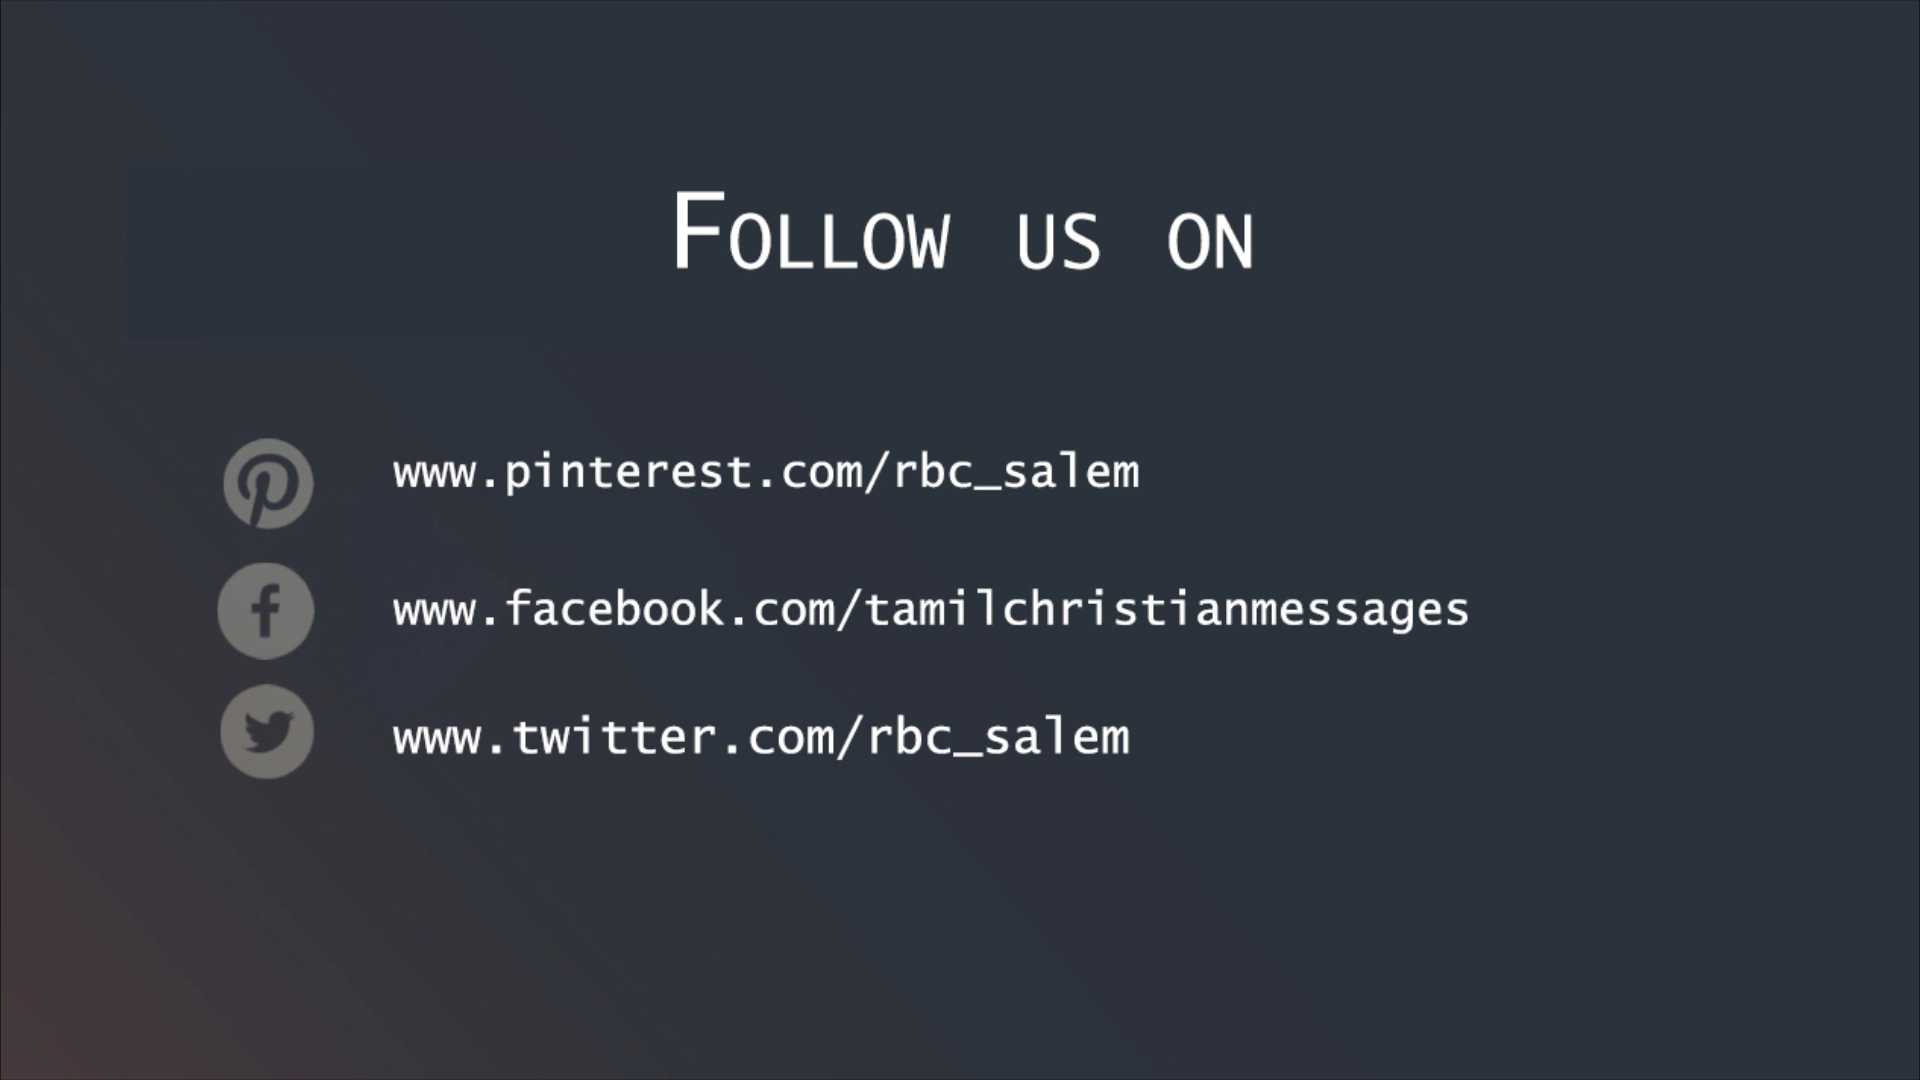 Follow us on
www.pinterest.com/rbc_salem
www.facebook.com/tamilchristianmessages
www.twitter.com/rbc_salem